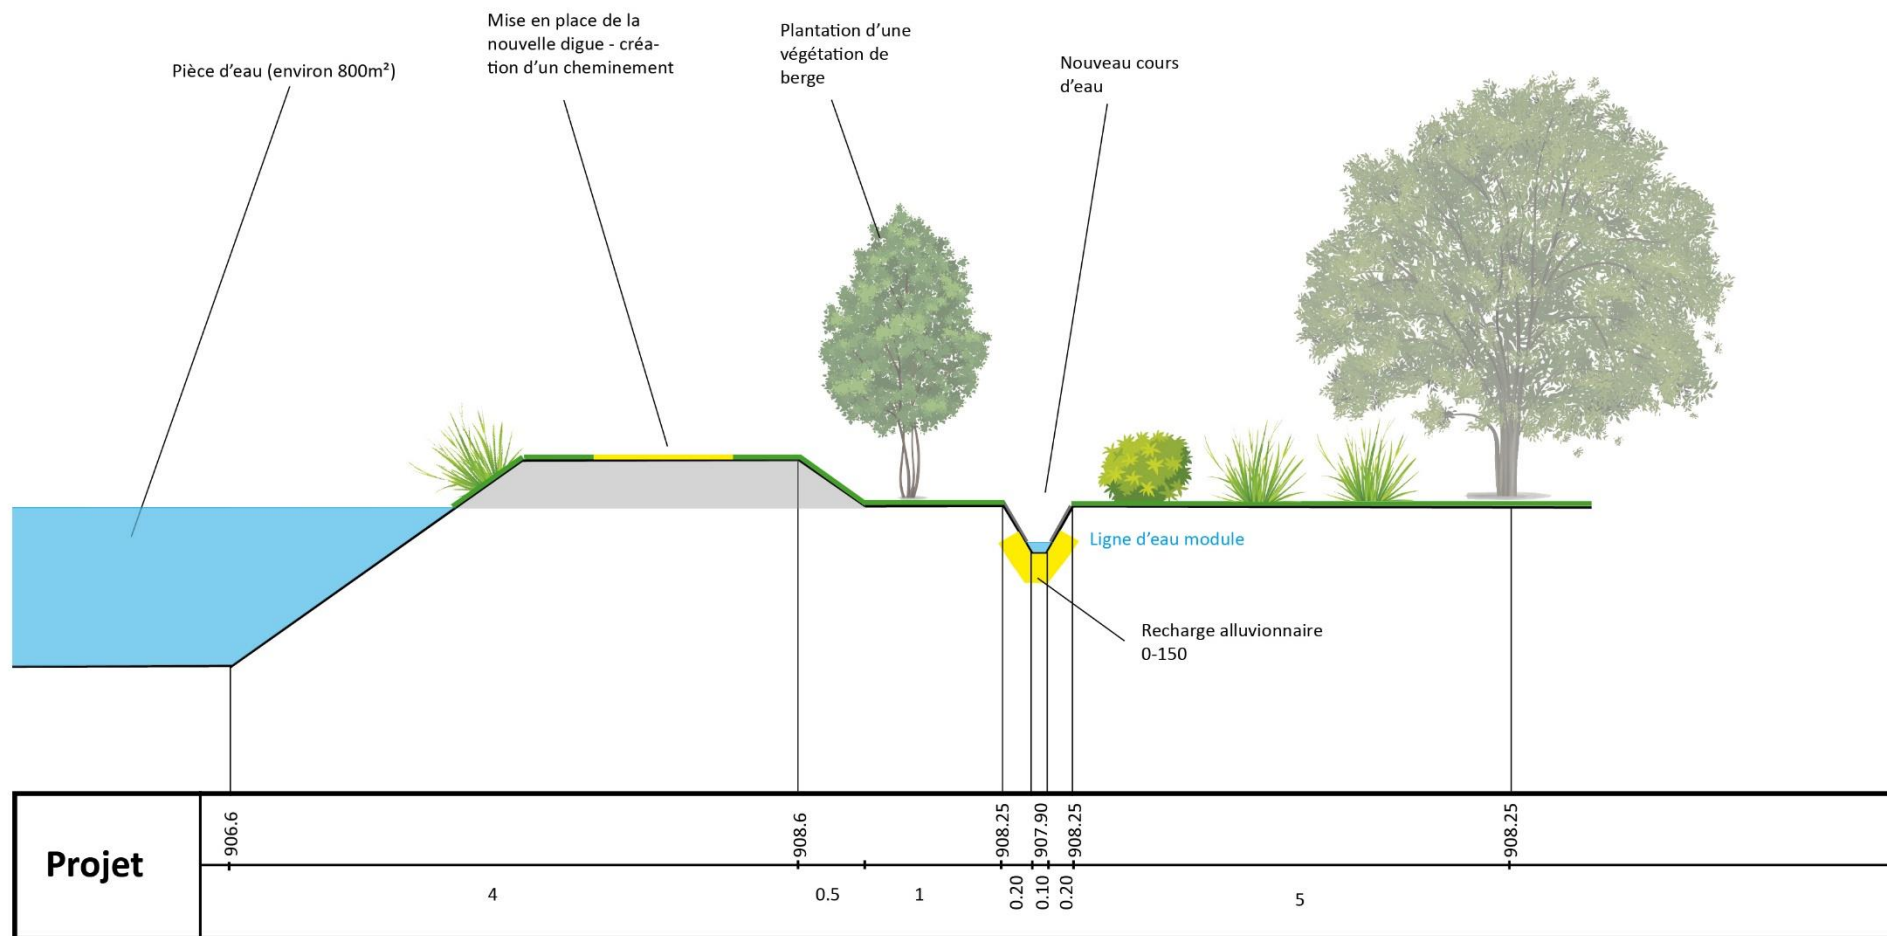 Mise en place de la
nouvelle digue - créa-
tion d'un cheminement
Plantation d'une
végétation de
berge
Pièce d'eau (environ 800m²)
Nouveau cours
d'eau
Ligne d'eau module
Recharge alluvionnaire
0-150
Projet
906.6
908.6
908.25
907.90
908.25
908.25
4
0.5
1
0.20
0.10
0.20
5